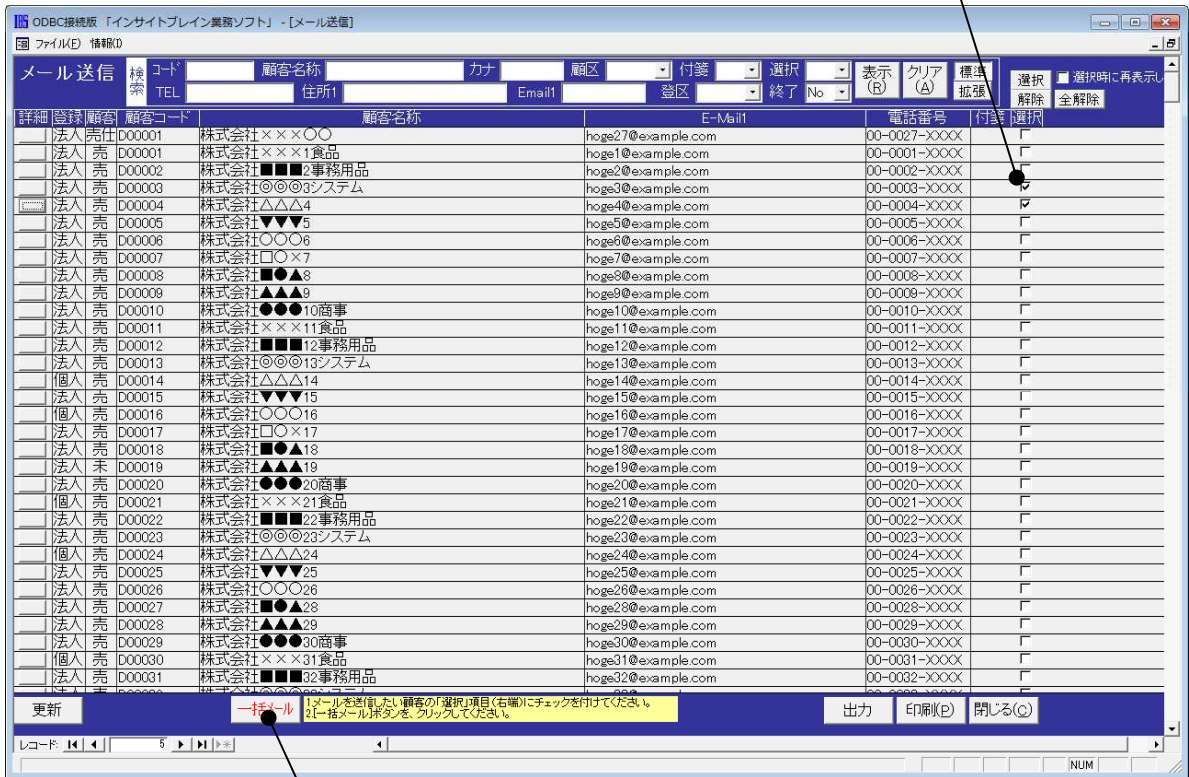 ODBC接続版 「インサイトブレイン業務ソフト」 - [メール送信]
ファイル(F) 情報(I)
メール送信 検索 コード 顧客名称 カナ 顧区 付箋 選択 表示(R) クリア(A) 標準 拡張 選択 選択時に再表示し
TEL 住所1 Email1 登区 終了 No 解除 全解除
詳細 登録 顧客 顧客コード 顧客名称 E-Mail1 電話番号 付箋 選択
法人 売仕 D00001 株式会社×××〇〇 hoge27@example.com 00-0027-XXXX
法人 売 D00001 株式会社×××1食品 hoge1@example.com 00-0001-XXXX
法人 売 D00002 株式会社■■■2事務用品 hoge2@example.com 00-0002-XXXX
法人 売 D00003 株式会社◎◎◎3システム hoge3@example.com 00-0003-XXXX
法人 売 D00004 株式会社△△△4 hoge4@example.com 00-0004-XXXX
法人 売 D00005 株式会社▼▼▼5 hoge5@example.com 00-0005-XXXX
法人 売 D00006 株式会社〇〇〇6 hoge6@example.com 00-0006-XXXX
法人 売 D00007 株式会社□〇×7 hoge7@example.com 00-0007-XXXX
法人 売 D00008 株式会社■●▲8 hoge8@example.com 00-0008-XXXX
法人 売 D00009 株式会社▲▲▲9 hoge9@example.com 00-0009-XXXX
法人 売 D00010 株式会社●●●10商事 hoge10@example.com 00-0010-XXXX
法人 売 D00011 株式会社×××11食品 hoge11@example.com 00-0011-XXXX
法人 売 D00012 株式会社■■■12事務用品 hoge12@example.com 00-0012-XXXX
法人 売 D00013 株式会社◎◎◎13システム hoge13@example.com 00-0013-XXXX
個人 売 D00014 株式会社△△△14 hoge14@example.com 00-0014-XXXX
法人 売 D00015 株式会社▼▼▼15 hoge15@example.com 00-0015-XXXX
個人 売 D00016 株式会社〇〇〇16 hoge16@example.com 00-0016-XXXX
法人 売 D00017 株式会社□〇×17 hoge17@example.com 00-0017-XXXX
法人 売 D00018 株式会社■●▲18 hoge18@example.com 00-0018-XXXX
法人 未 D00019 株式会社▲▲▲19 hoge19@example.com 00-0019-XXXX
法人 売 D00020 株式会社●●●20商事 hoge20@example.com 00-0020-XXXX
個人 売 D00021 株式会社×××21食品 hoge21@example.com 00-0021-XXXX
法人 売 D00022 株式会社■■■22事務用品 hoge22@example.com 00-0022-XXXX
法人 売 D00023 株式会社◎◎◎23システム hoge23@example.com 00-0023-XXXX
個人 売 D00024 株式会社△△△24 hoge24@example.com 00-0024-XXXX
法人 売 D00025 株式会社▼▼▼25 hoge25@example.com 00-0025-XXXX
法人 売 D00026 株式会社〇〇〇26 hoge26@example.com 00-0026-XXXX
法人 売 D00027 株式会社■●▲28 hoge28@example.com 00-0028-XXXX
法人 売 D00028 株式会社▲▲▲29 hoge29@example.com 00-0029-XXXX
法人 売 D00029 株式会社●●●30商事 hoge30@example.com 00-0030-XXXX
個人 売 D00030 株式会社×××31食品 hoge31@example.com 00-0031-XXXX
法人 売 D00031 株式会社■■■32事務用品 hoge32@example.com 00-0032-XXXX
更新 一括メール 1.メールを送信したい顧客の「選択」項目(右端)にチェックを付けてください。 出力 印刷(P) 閉じる(C)
2.[一括メール]ボタンを、クリックしてください。
レコード: 5
NUM